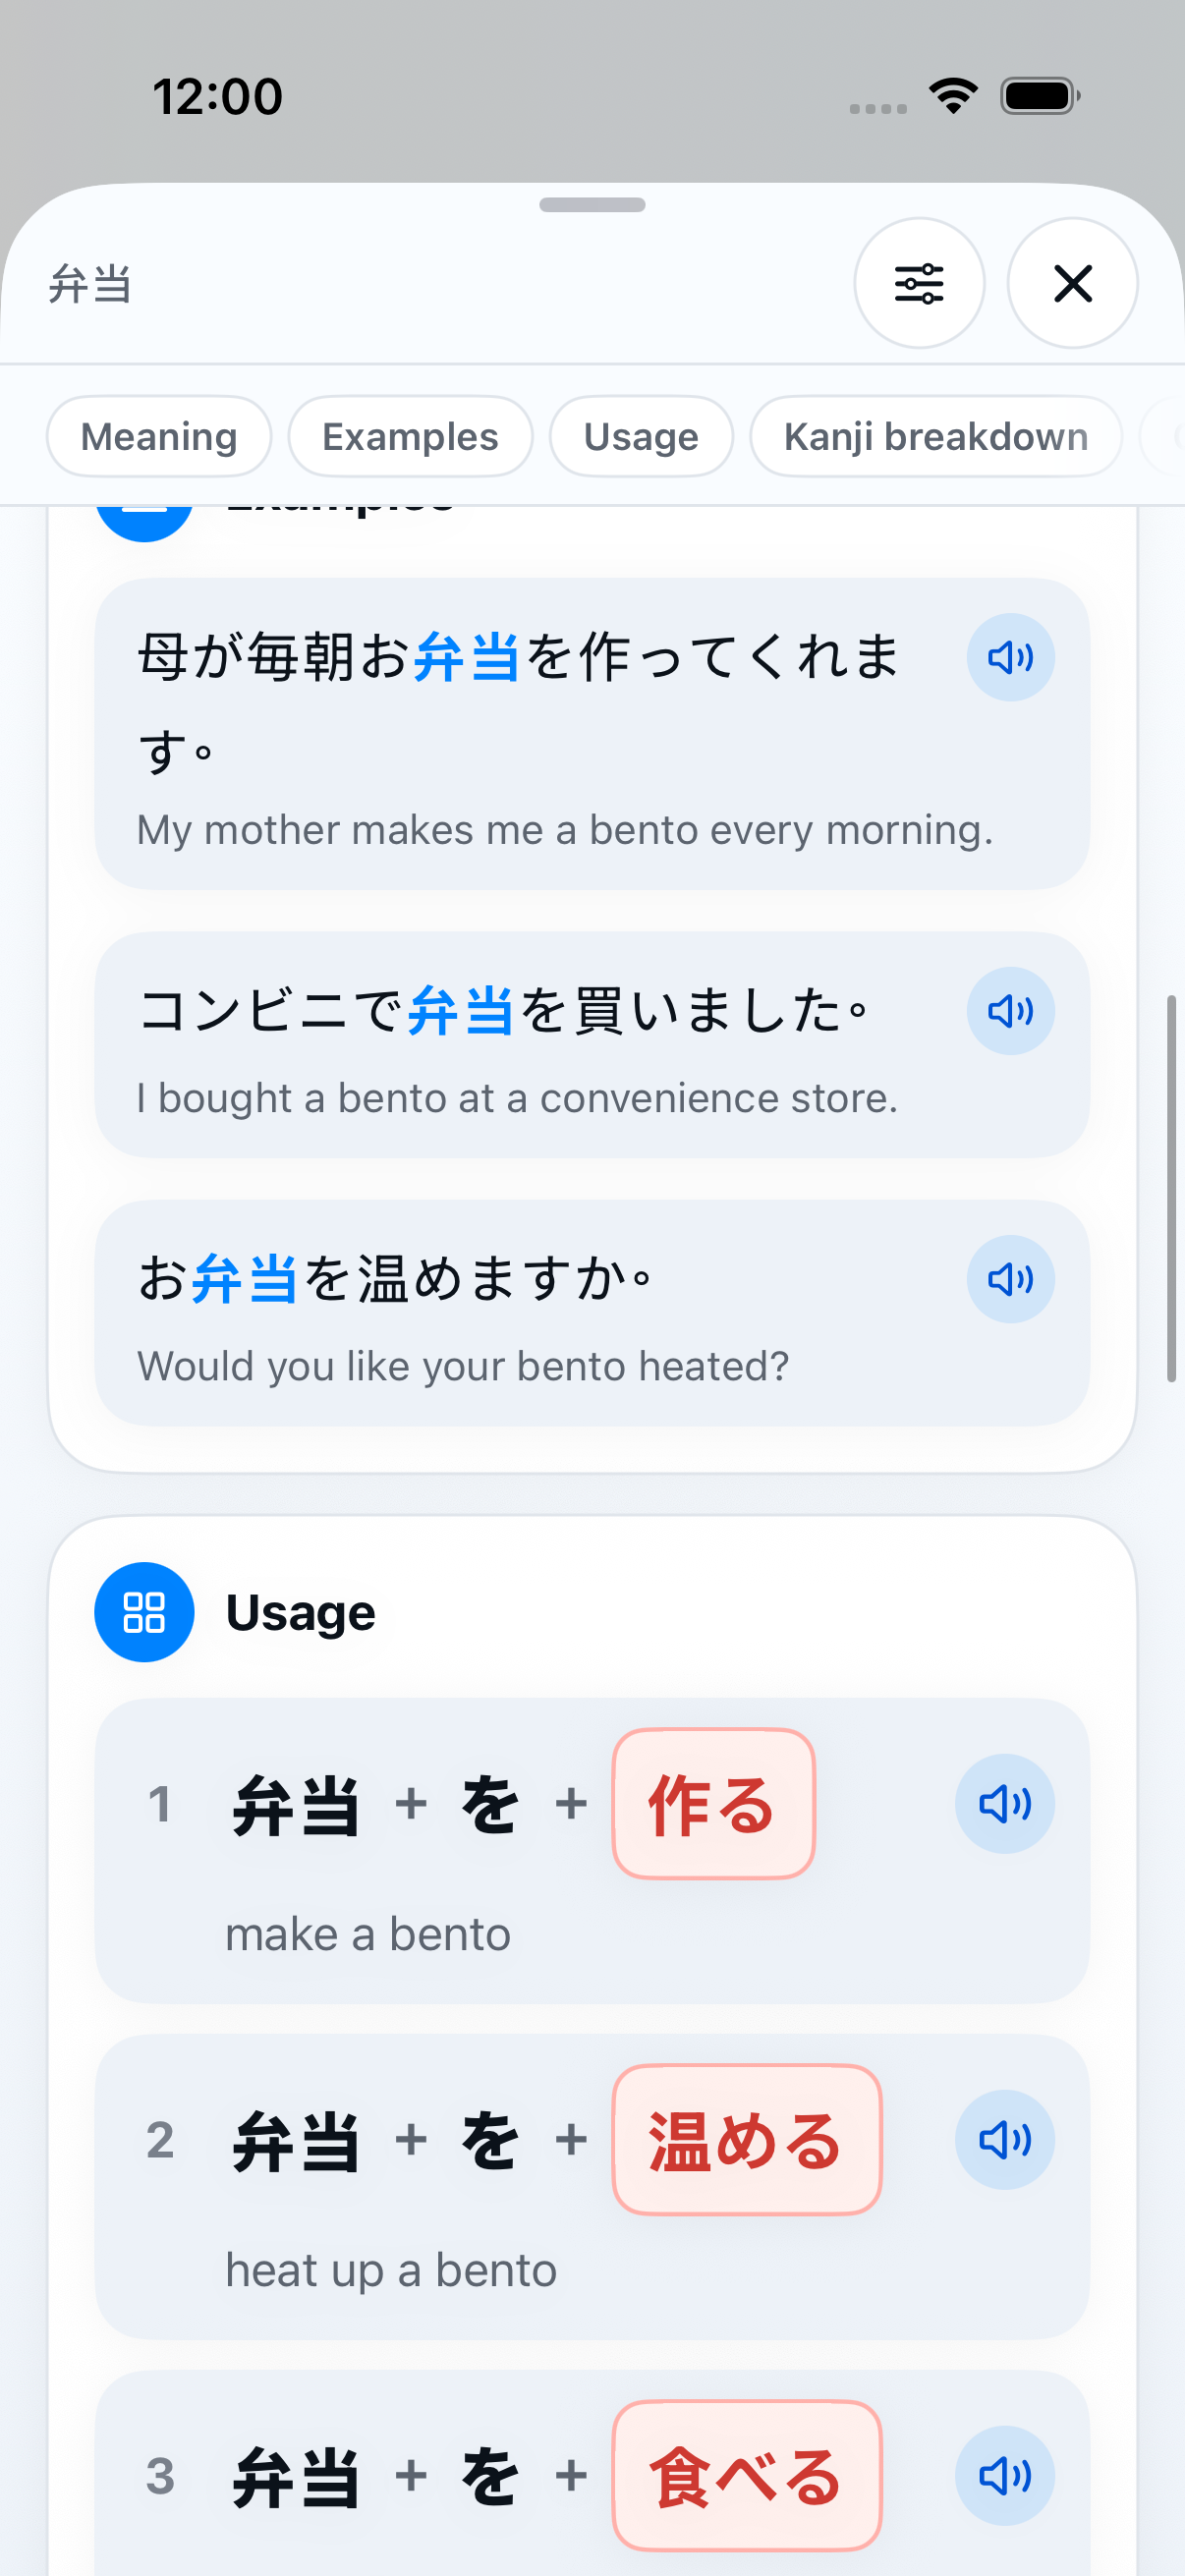 12:00
弁当
Meaning
Examples
Usage
Kanji breakdown
Examples
母が毎朝お弁当を作ってくれま
す。
My mother makes me a bento every morning.
コンビニで弁当を買いました。
I bought a bento at a convenience store.
お弁当を温めますか。
Would you like your bento heated?
Usage
1 弁当 + を + 作る
make a bento
2 弁当 + を + 温める
heat up a bento
3 弁当 + を + 食べる